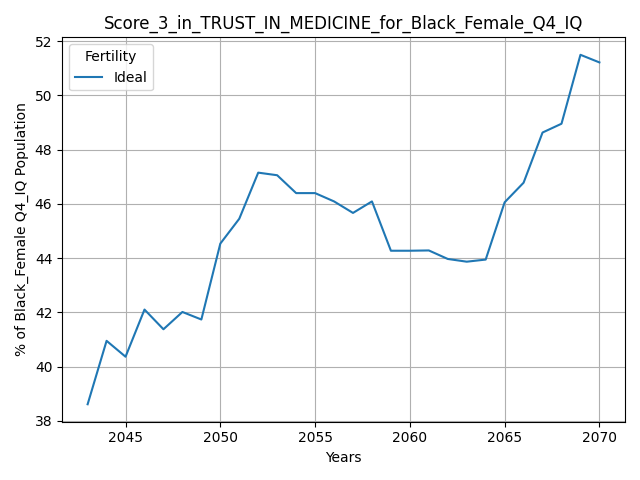 Score_3_in_TRUST_IN_MEDICINE_for_Black_Female_Q4_IQ
Fertility
Ideal
% of Black_Female Q4_IQ Population
52
50
48
46
44
42
40
38
2045
2050
2055
2060
2065
2070
Years